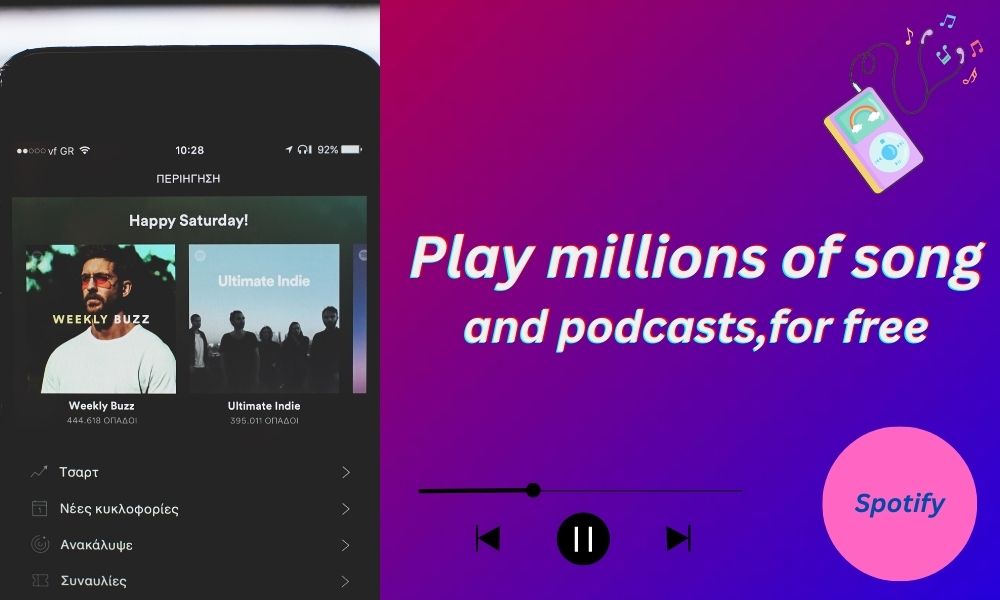 vf GR 10:28 92%
ΠΕΡΙΗΓΗΣΗ
Happy Saturday!
WEEKLY BUZZ
Ultimate Indie
Weekly Buzz
Ultimate Indie
444.618 ΟΠΑΔΟΙ
395.011 ΟΠΑΔΟΙ
Τσαρτ
1
Νέες κυκλοφορίες
Ανακάλυψε
Συναυλίες
Play millions of song
and podcasts,for free
Spotify